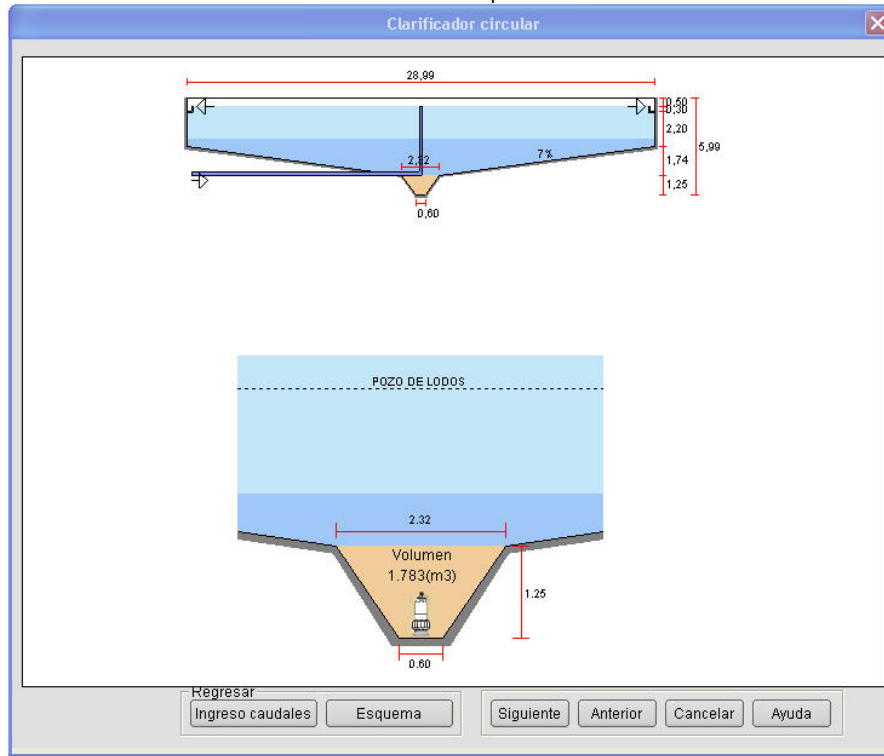 Clarificador circular
28,99
0,50
0,30
2,20
5,99
2,32
7%
1,74
1,25
0,60
POZO DE LODOS
2.32
Volumen
1.783(m3)
1.25
0.60
Regresar
Ingreso caudales
Esquema
Siguiente
Anterior
Cancelar
Ayuda